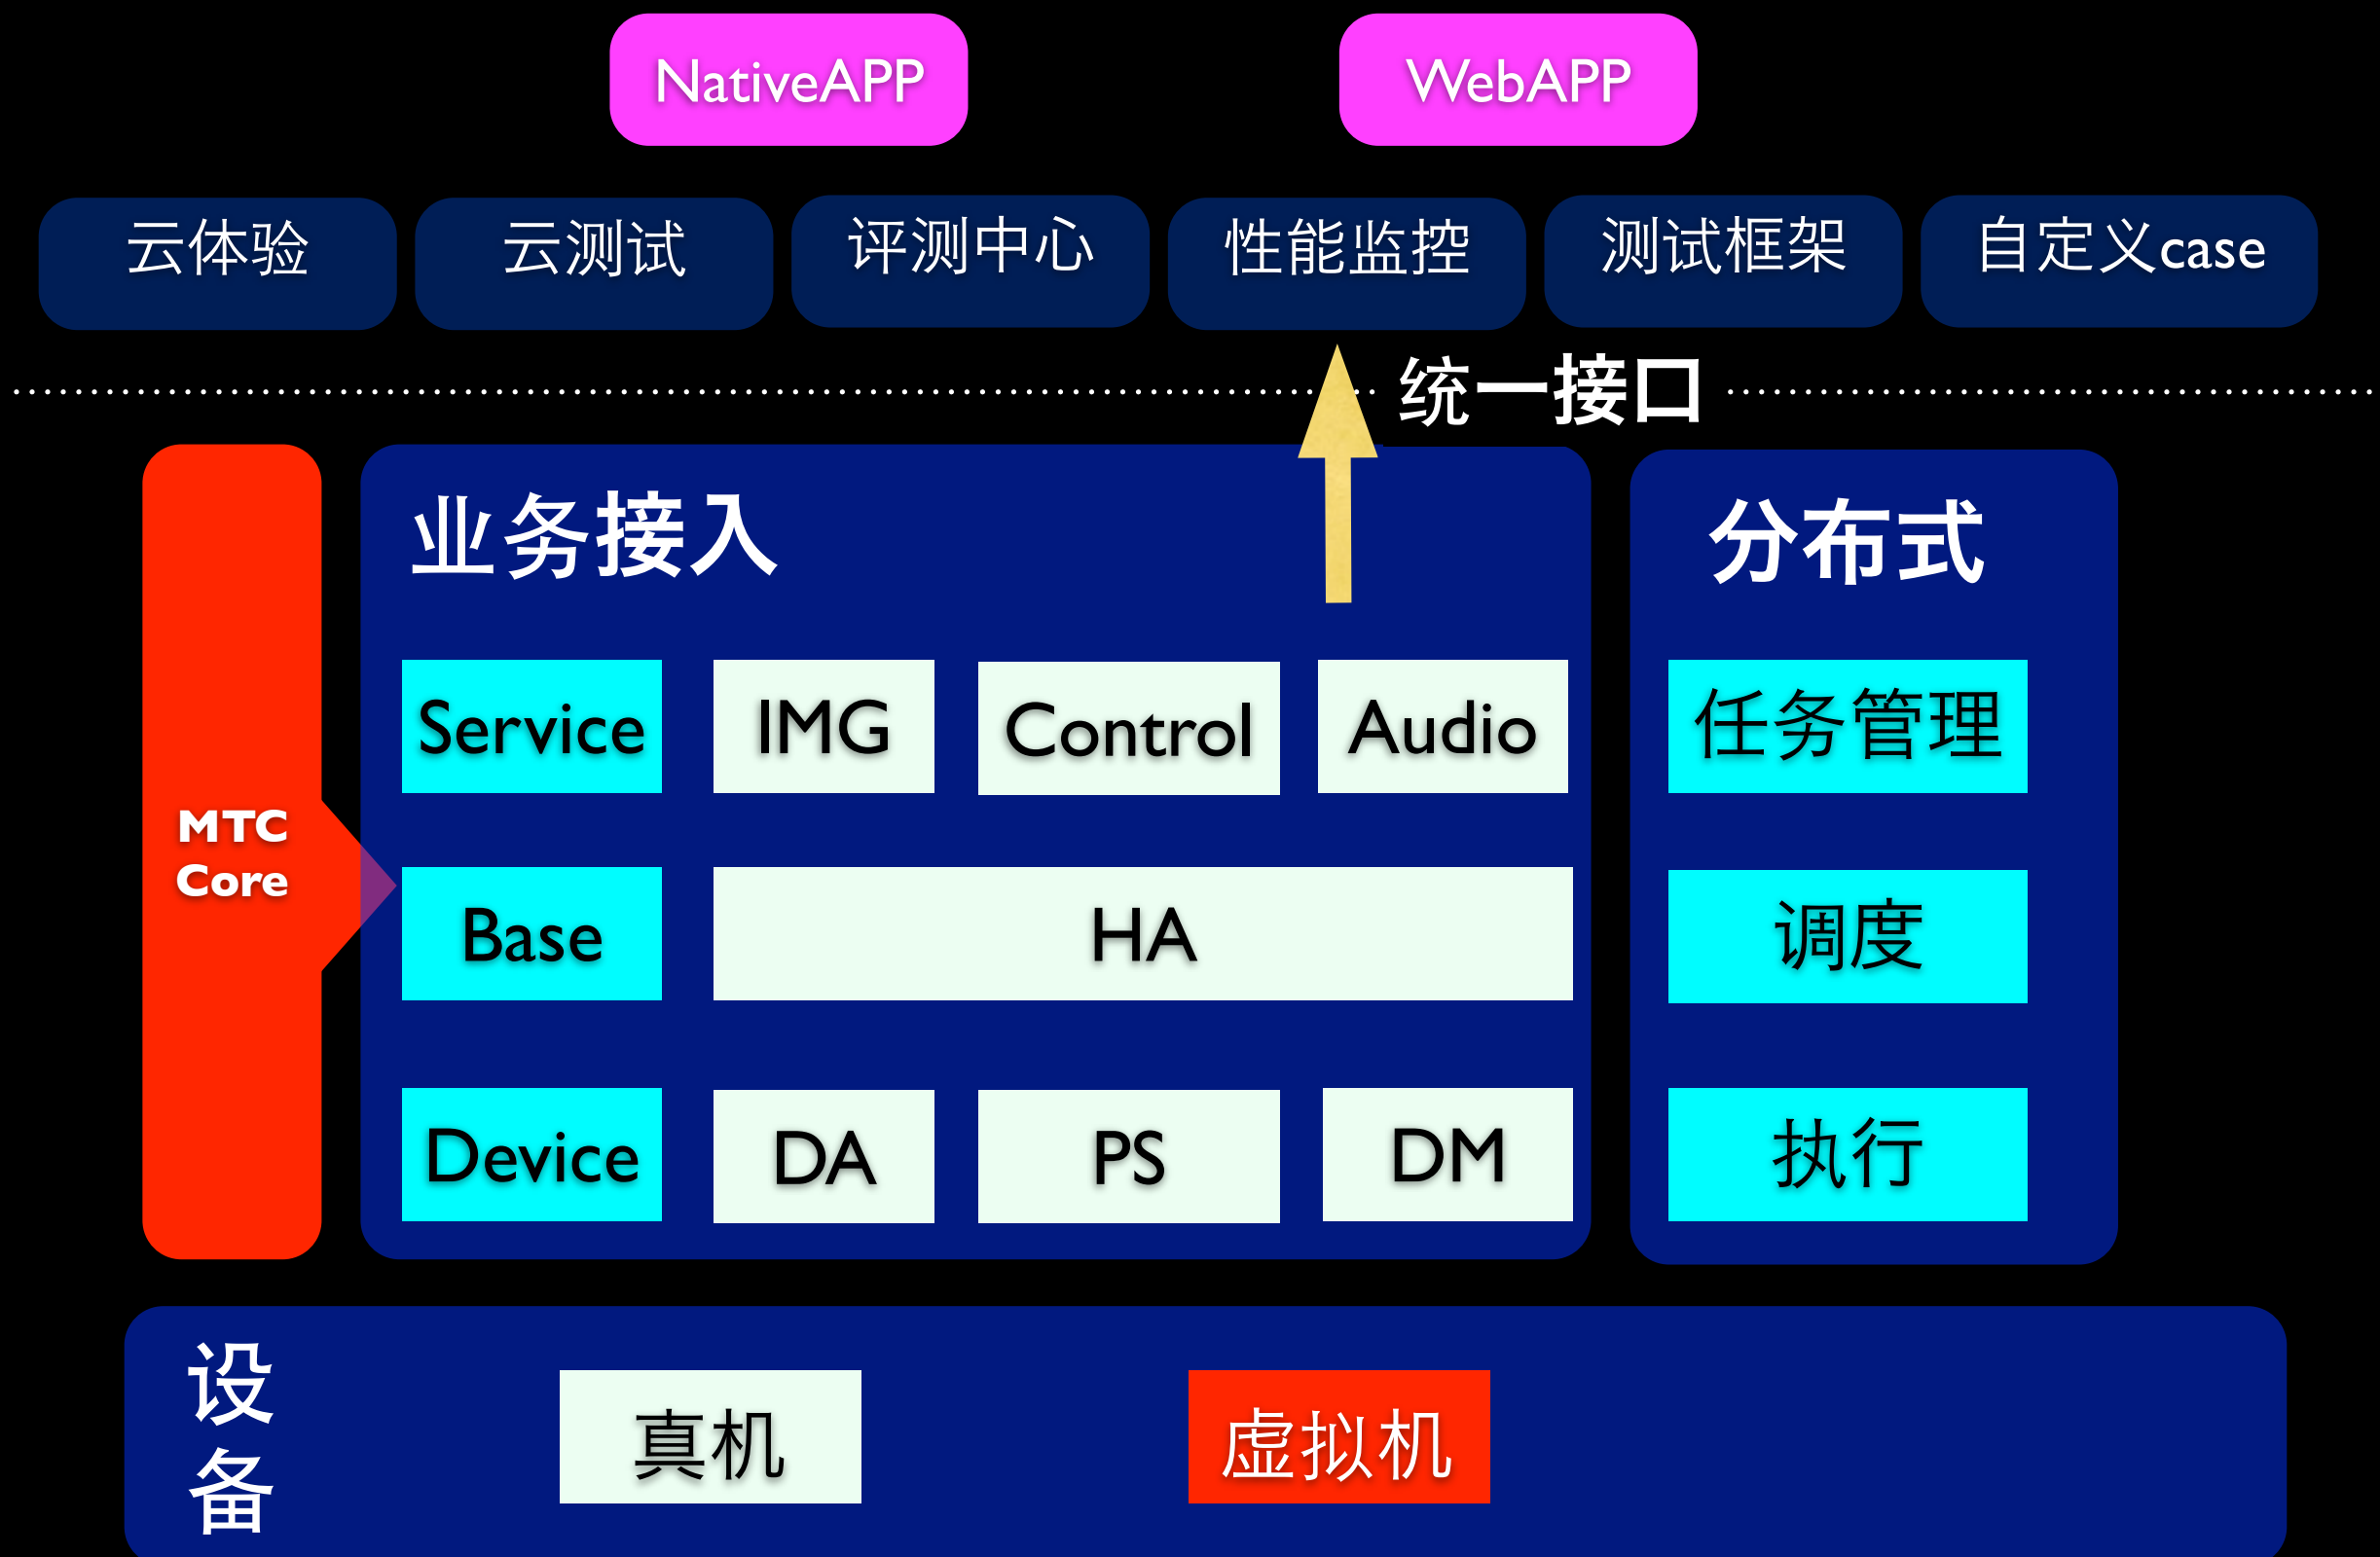 NativeAPP
WebAPP
云体验
云测试
评测中心
性能监控
测试框架
自定义case
统一接口
MTC
Core
业务接入
Service
IMG
Control
Audio
Base
HA
Device
DA
PS
DM
分布式
任务管理
调度
执行
设
备
真机
虚拟机